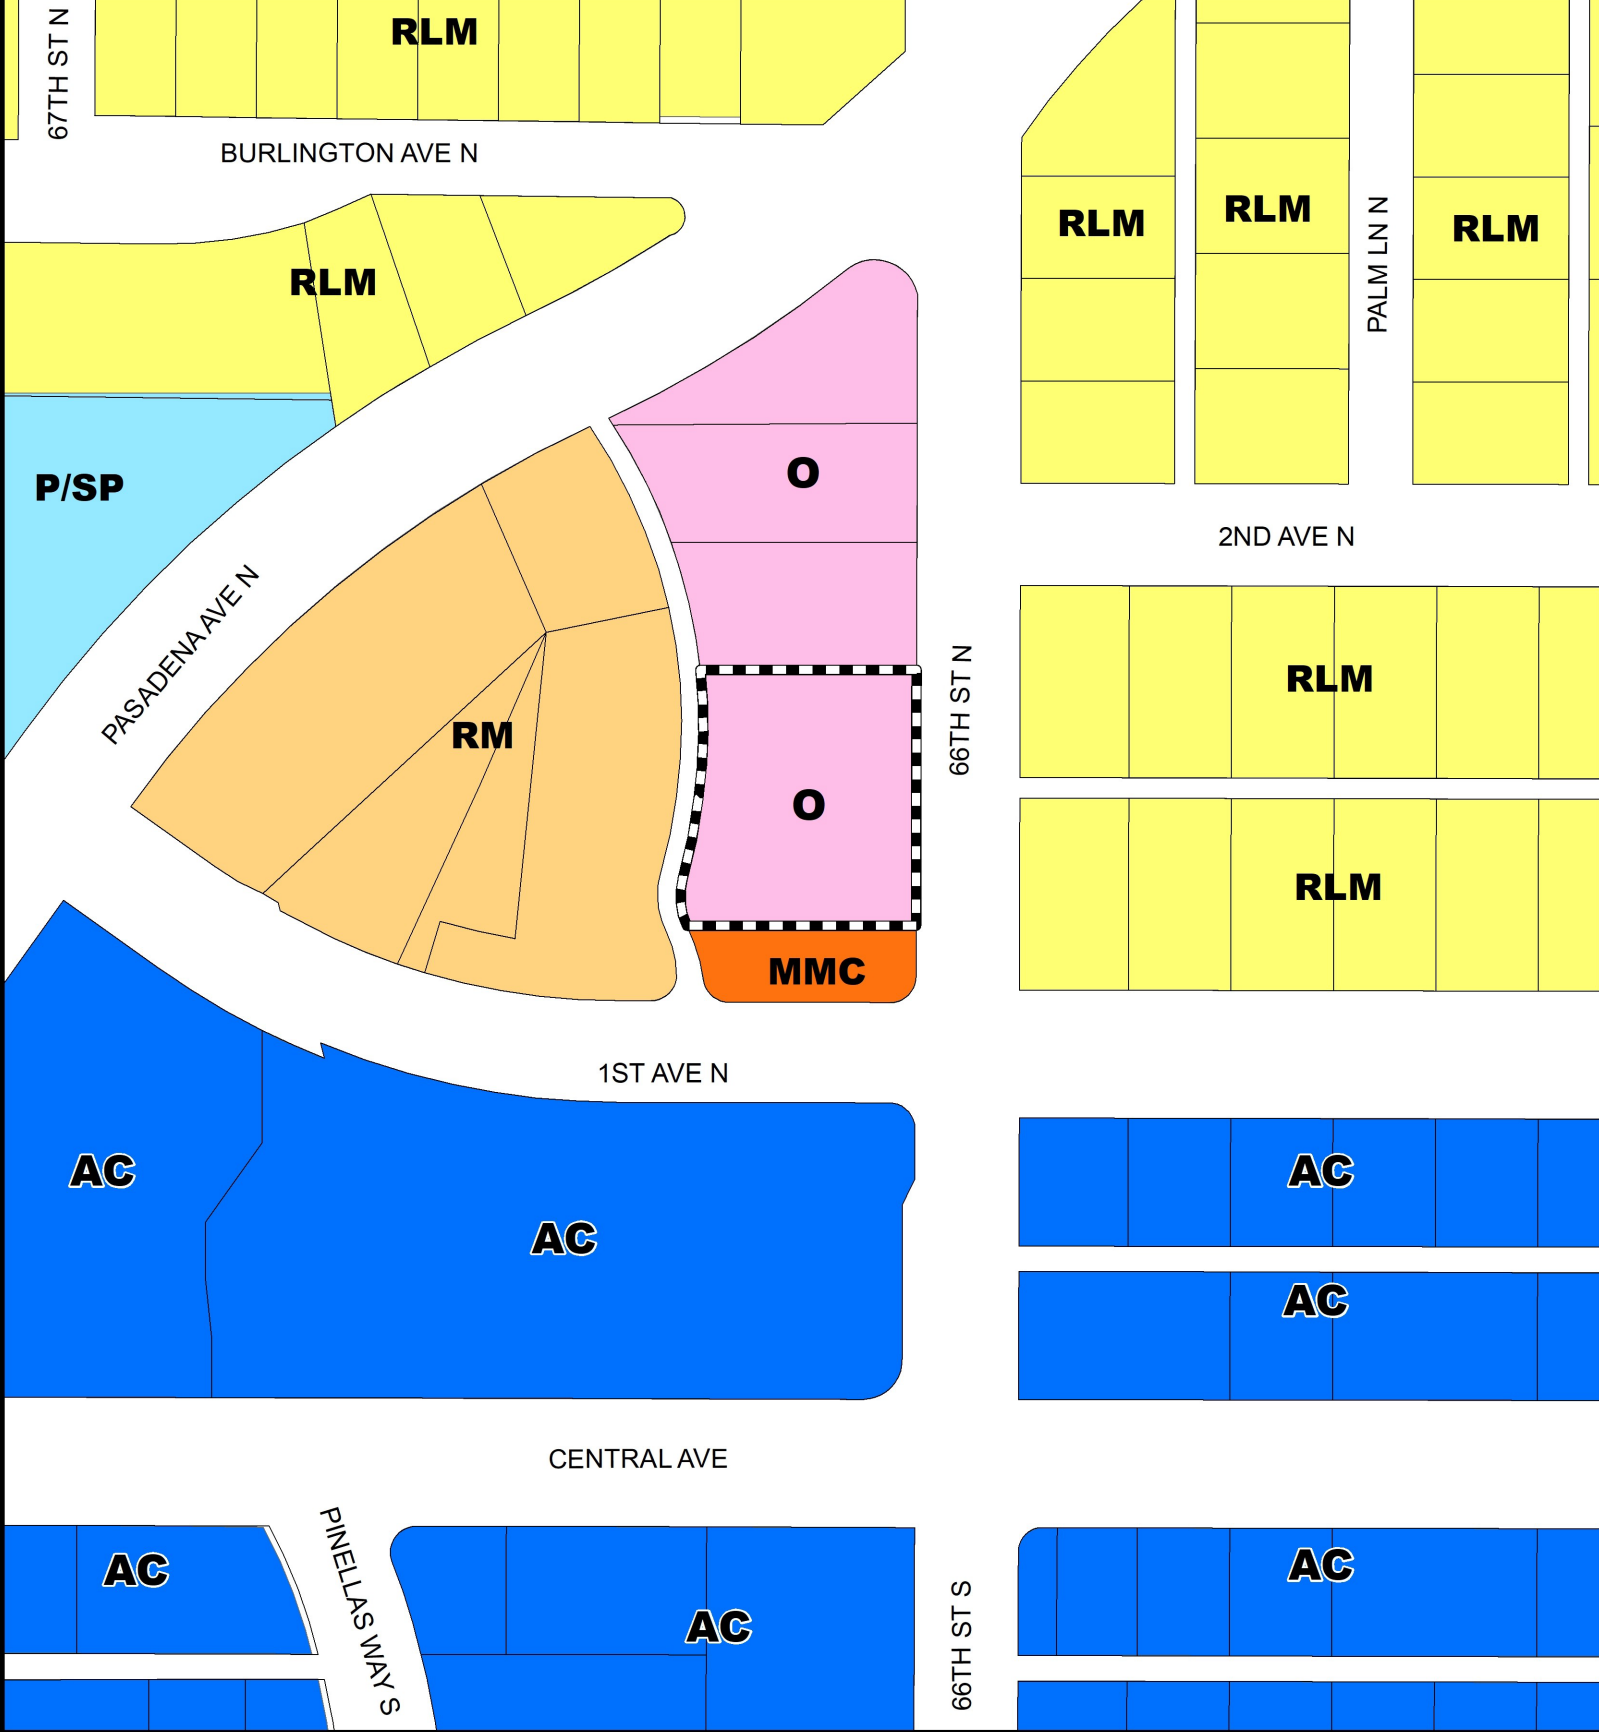 67TH ST N
RLM
BURLINGTON AVE N
RLM
RLM
RLM
RLM
PALM LN N
P/SP
O
2ND AVE N
PASADENA AVE N
RM
66TH ST N
RLM
O
RLM
MMC
1ST AVE N
AC
AC
AC
AC
CENTRAL AVE
PINELLAS WAY S
AC
AC
66TH ST S
AC